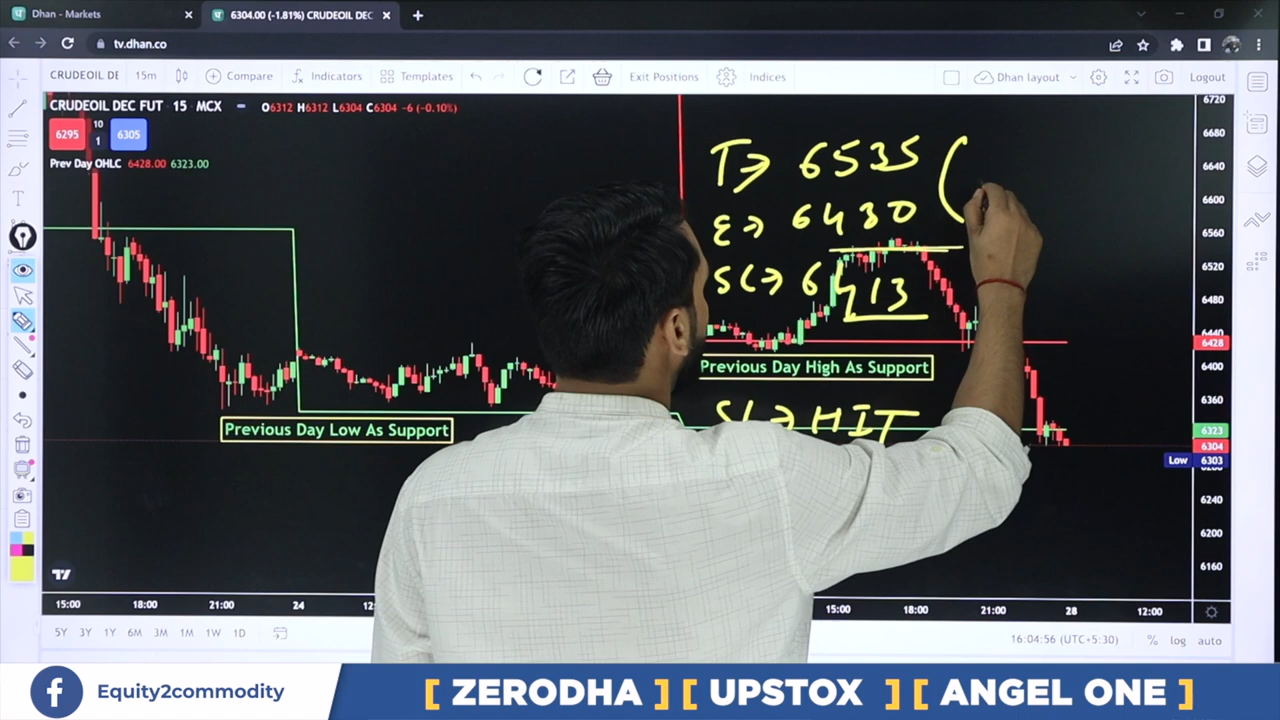 Dhan - Markets
6304.00 (-1.81%) CRUDEOIL DEC
tv.dhan.co
CRUDEOIL DE 15m Compare Indicators Templates Exit Positions Indices Dhan layout Logout
CRUDEOIL DEC FUT · 15 · MCX O6312 H6312 L6304 C6304 -6 (-0.10%)
6295 10 1 6305
Prev Day OHLC 6428.00 6323.00
T→ 6535
E→ 6430
SL→ 6413
Previous Day High As Support
SL→ HIT
Previous Day Low As Support
6720
6680
6640
6600
6560
6520
6480
6440
6428
6400
6360
6323
6304
Low 6303
6240
6200
6160
15:00 18:00 21:00 24 15:00 18:00 21:00 28 12:00
5Y 3Y 1Y 6M 3M 1M 1W 1D 16:04:56 (UTC+5:30) % log auto
Equity2commodity
[ ZERODHA ] [ UPSTOX ] [ ANGEL ONE ]